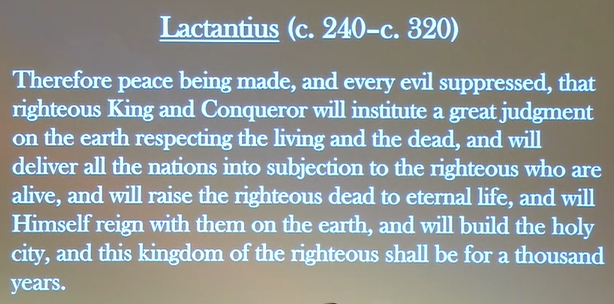 Lactantius (c. 240–c. 320)
Therefore peace being made, and every evil suppressed, that
righteous King and Conqueror will institute a great judgment
on the earth respecting the living and the dead, and will
deliver all the nations into subjection to the righteous who are
alive, and will raise the righteous dead to eternal life, and will
Himself reign with them on the earth, and will build the holy
city, and this kingdom of the righteous shall be for a thousand
years.